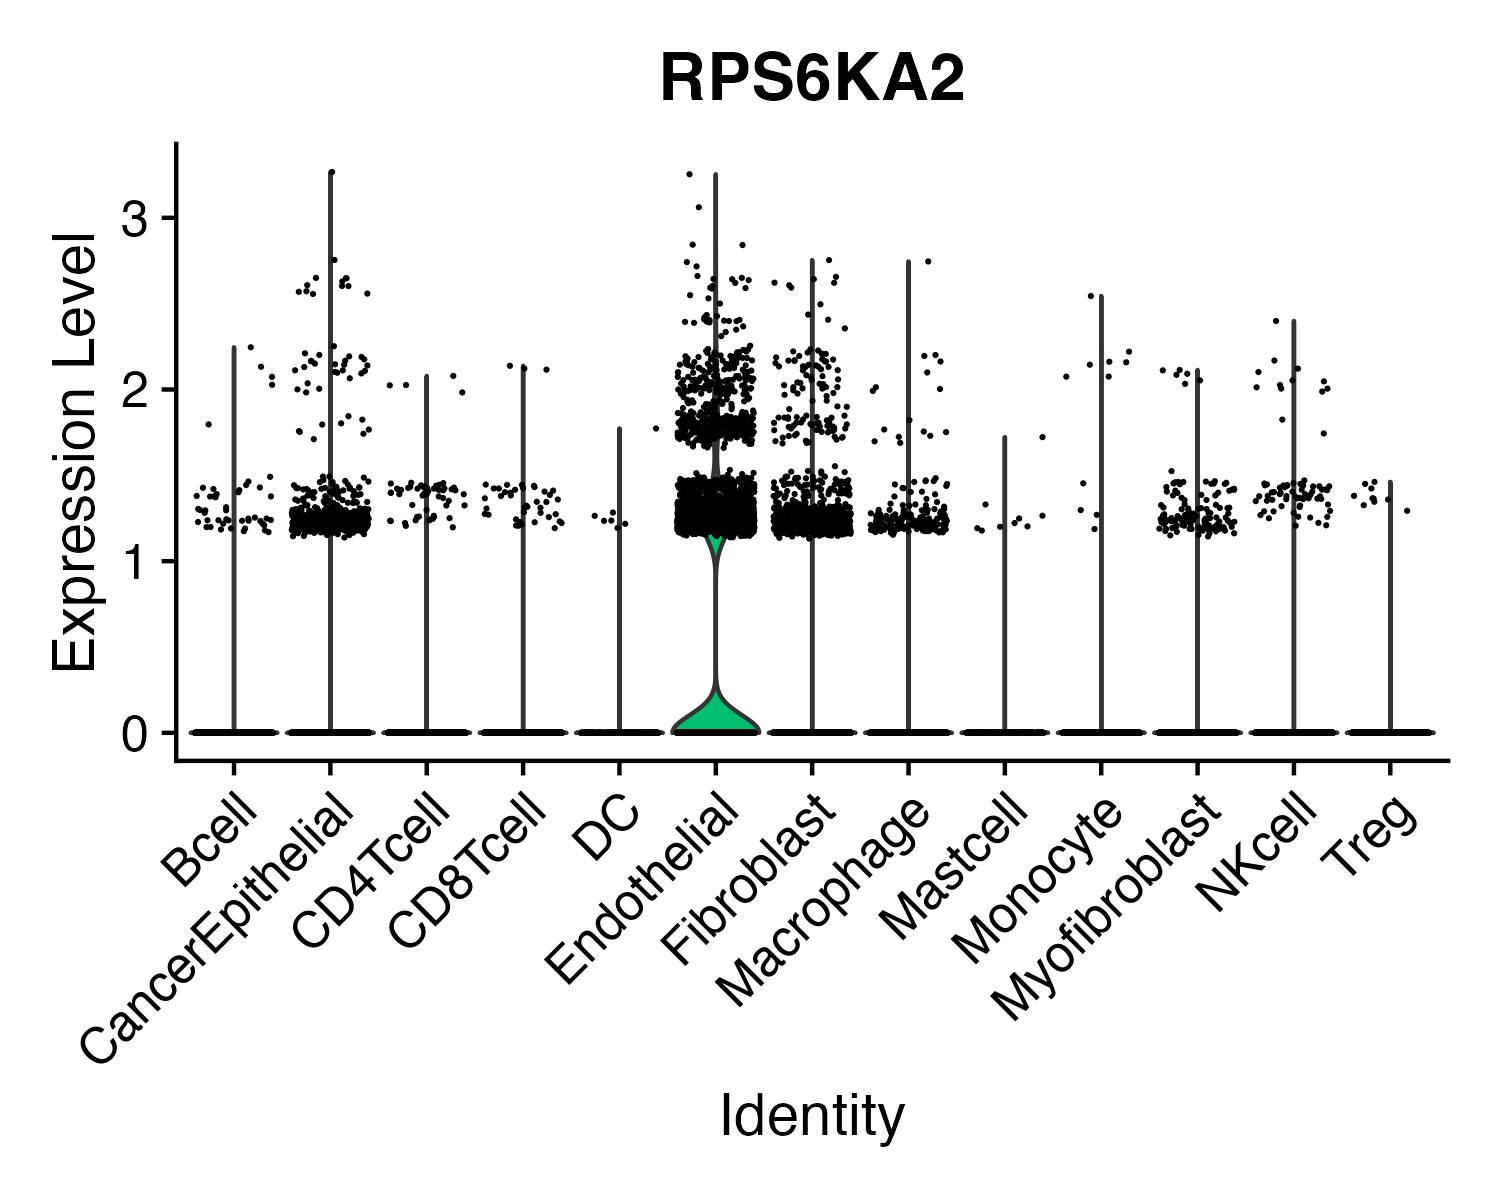 RPS6KA2
Expression Level
3
2
1
0
Bcell
CancerEpithelial
CD4Tcell
CD8Tcell
DC
Endothelial
Fibroblast
Macrophage
Mastcell
Monocyte
Myofibroblast
NKcell
Treg
Identity